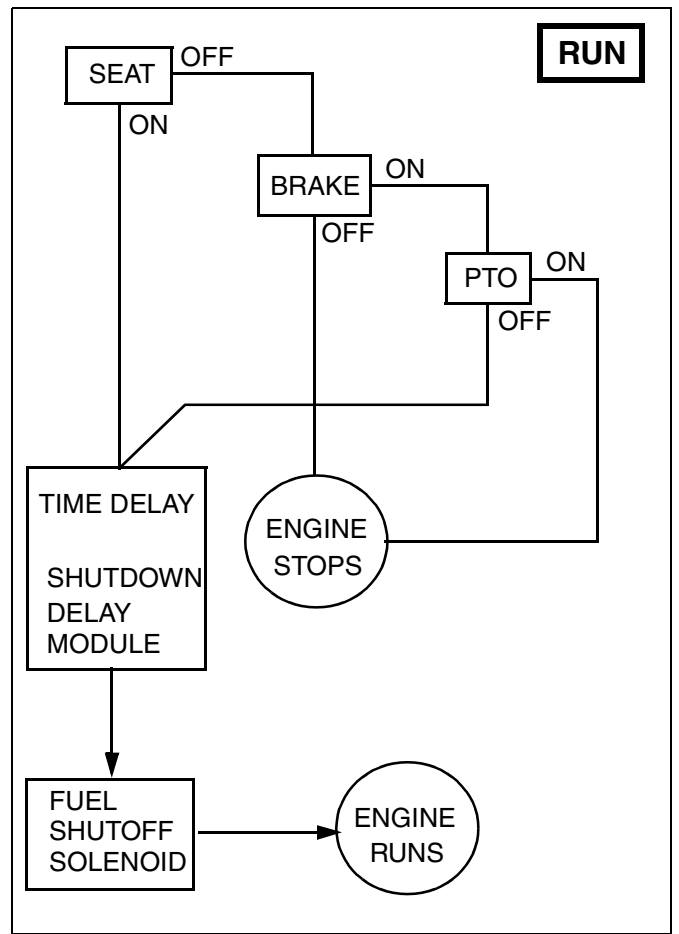 RUN
SEAT
OFF
ON
BRAKE
ON
OFF
PTO
ON
OFF
TIME DELAY
SHUTDOWN
DELAY
MODULE
ENGINE
STOPS
FUEL
SHUTOFF
SOLENOID
ENGINE
RUNS